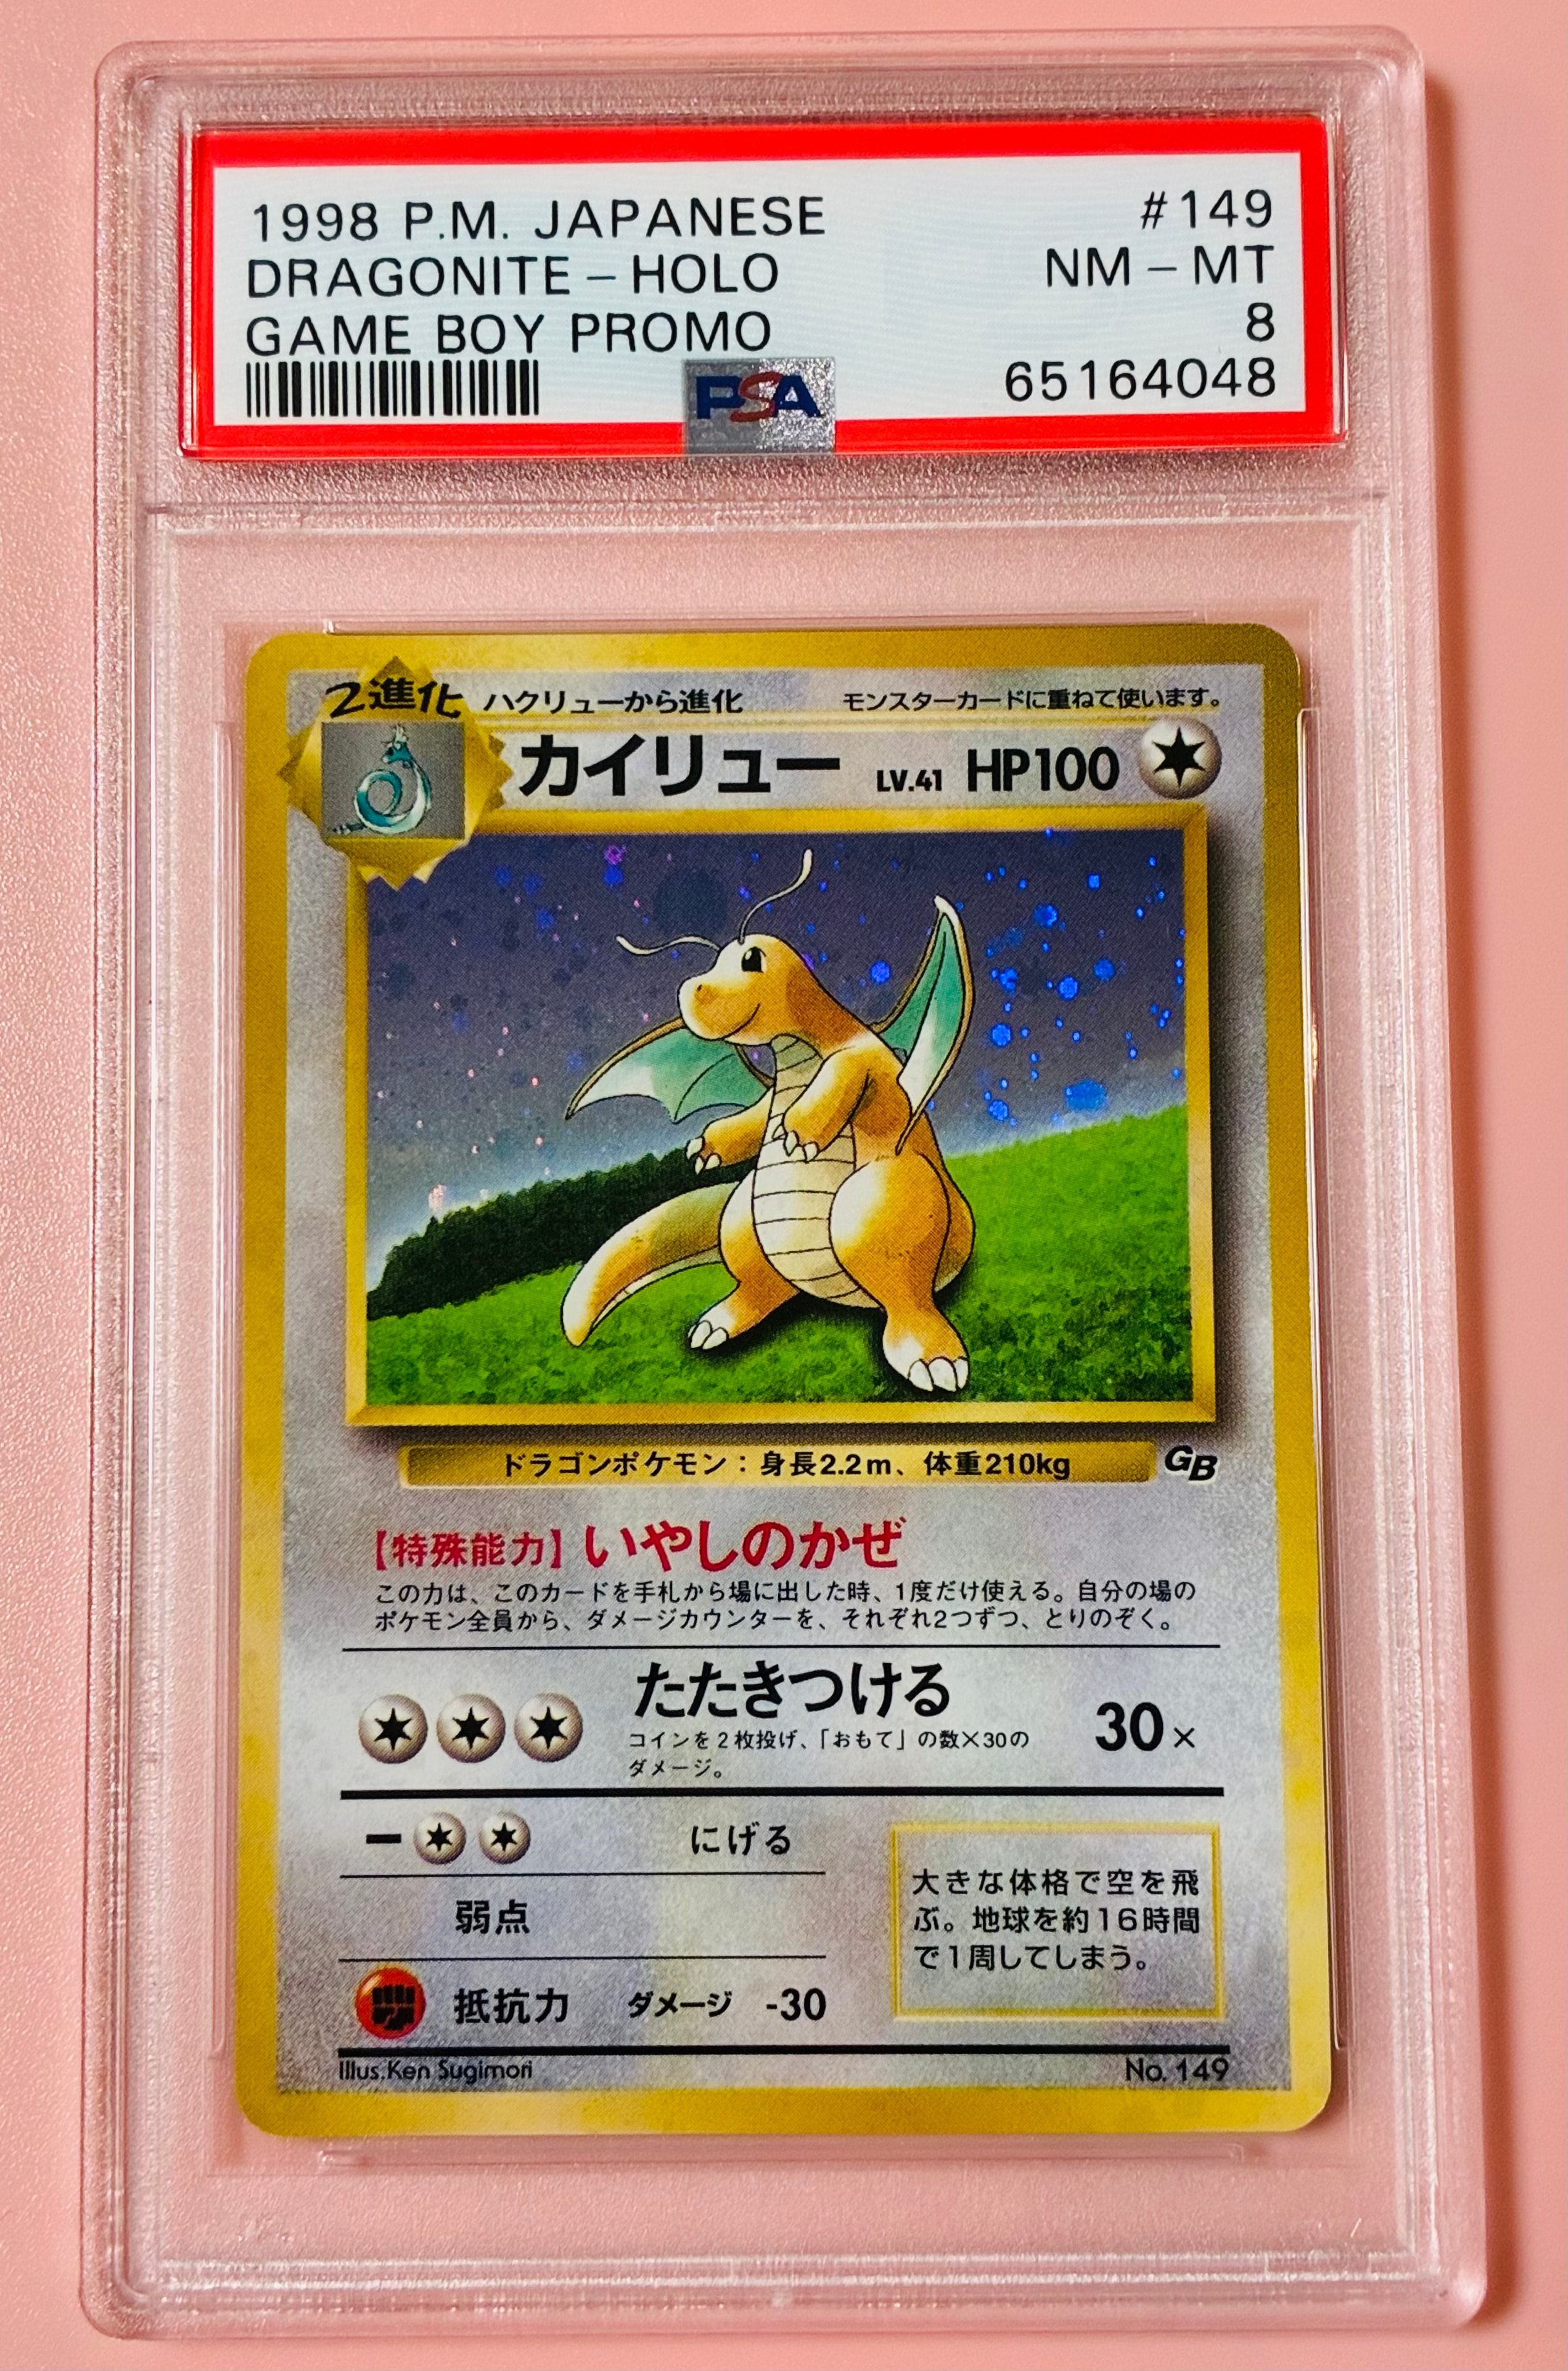 1998 P.M. JAPANESE #149
DRAGONITE – HOLO NM – MT
GAME BOY PROMO 8
PSA 65164048
2進化 ハクリューから進化 モンスターカードに重ねて使います。
カイリュー LV.41 HP100
ドラゴンポケモン：身長2.2m、体重210kg GB
【特殊能力】いやしのかぜ
この力は、このカードを手札から場に出した時、1度だけ使える。自分の場の
ポケモン全員から、ダメージカウンターを、それぞれ2つずつ、とりのぞく。
たたきつける 30×
コインを2枚投げ、「おもて」の数×30の
ダメージ。
ー にげる
弱点
抵抗力 ダメージ -30
大きな体格で空を飛
ぶ。地球を約16時間
で1周してしまう。
Illus.Ken Sugimori No. 149